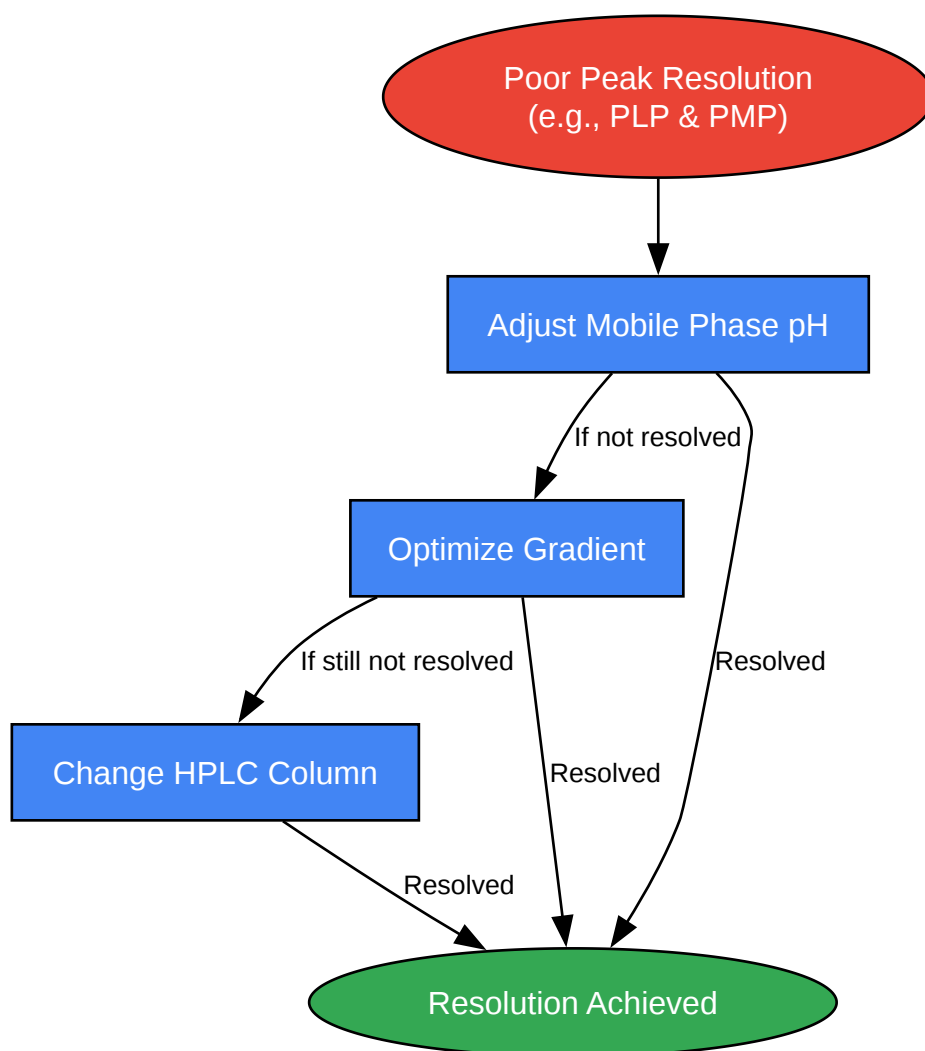 Poor Peak Resolution
(e.g., PLP & PMP)
Adjust Mobile Phase pH
If not resolved
Optimize Gradient
If still not resolved
Resolved
Change HPLC Column
Resolved
Resolved
Resolution Achieved